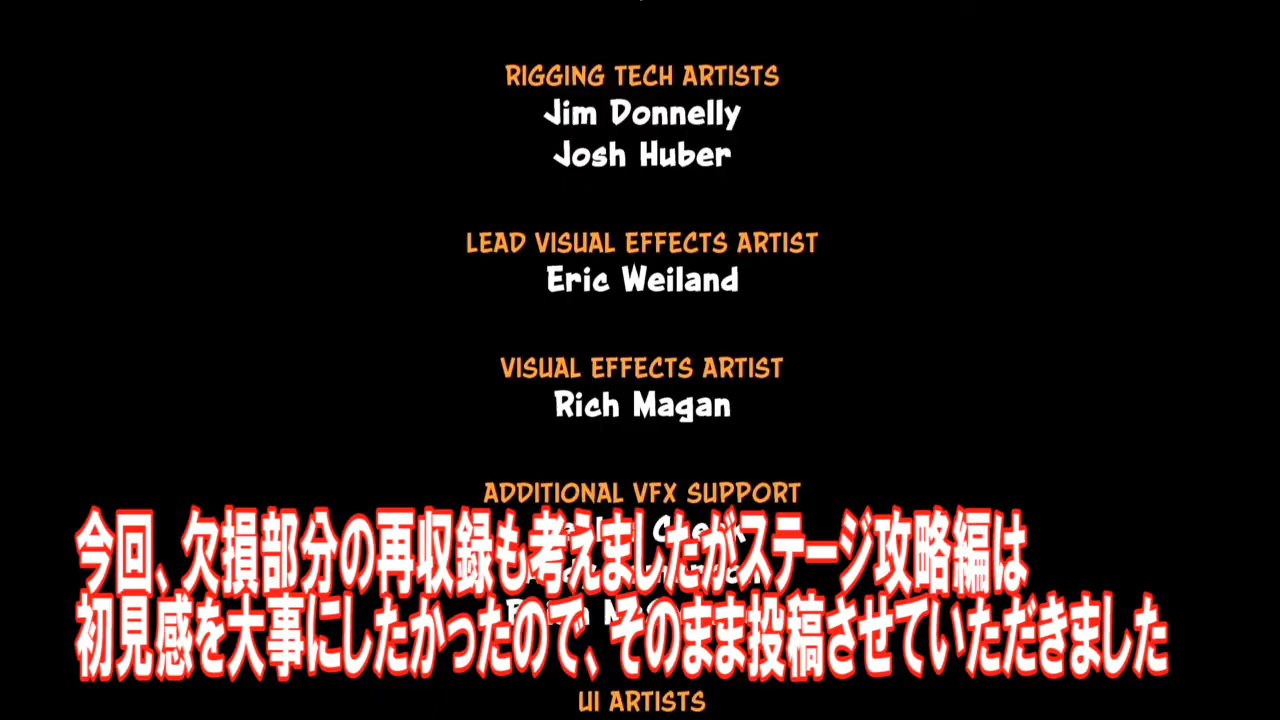 RIGGING TECH ARTISTS
Jim Donnelly
Josh Huber
LEAD VISUAL EFFECTS ARTIST
Eric Weiland
VISUAL EFFECTS ARTIST
Rich Magan
ADDITIONAL VFX SUPPORT
今回、欠損部分の再収録も考えましたがステージ攻略編は
初見感を大事にしたかったので、そのまま投稿させていただきました
UI ARTISTS